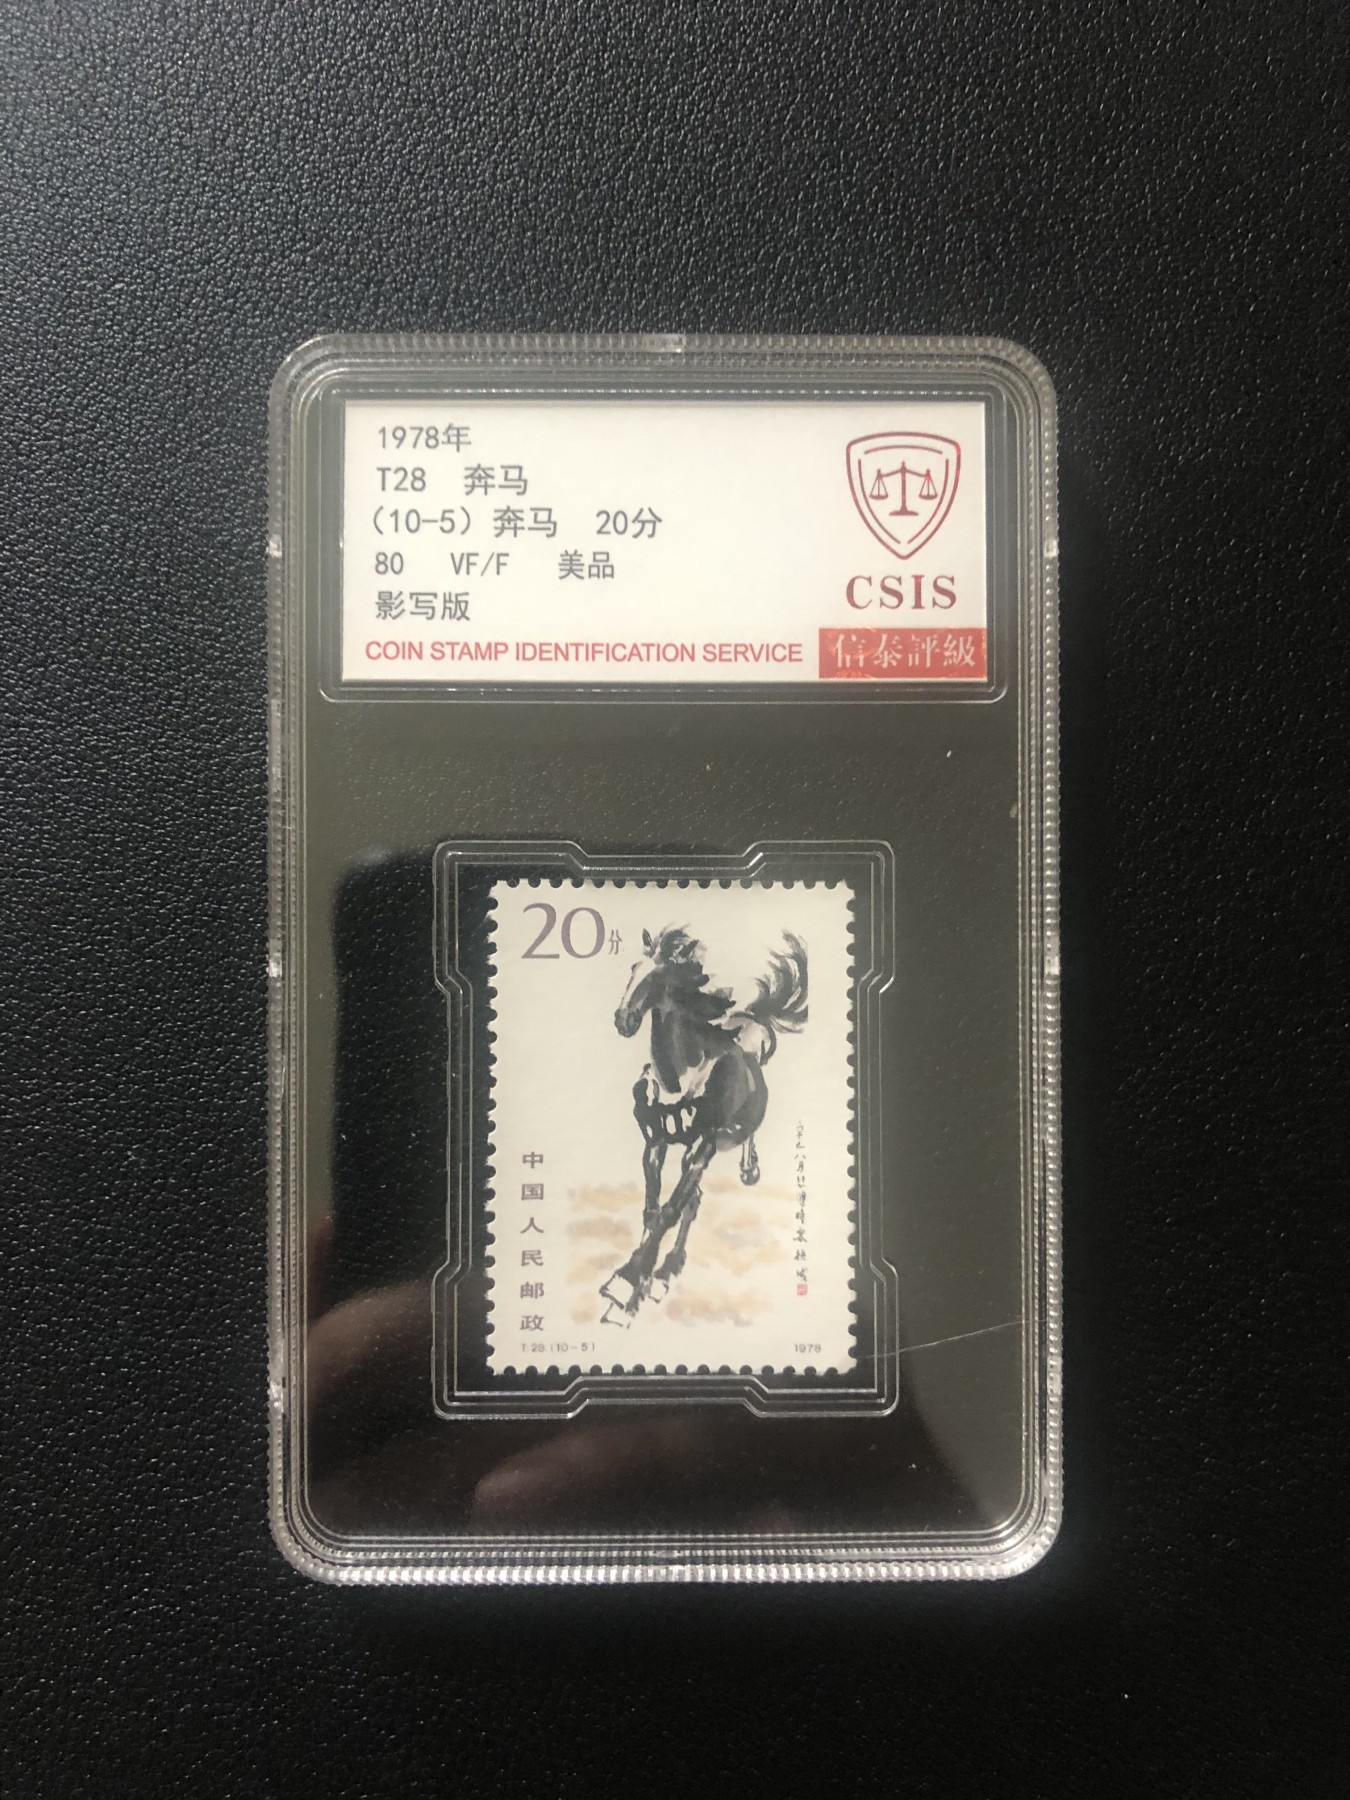 1978年
T28 奔马
(10-5) 奔马 20分
80 VF/F 美品
影写版
COIN STAMP IDENTIFICATION SERVICE
CSIS
信泰評級
20分
中国人民邮政
T.28.(10-5)
1978